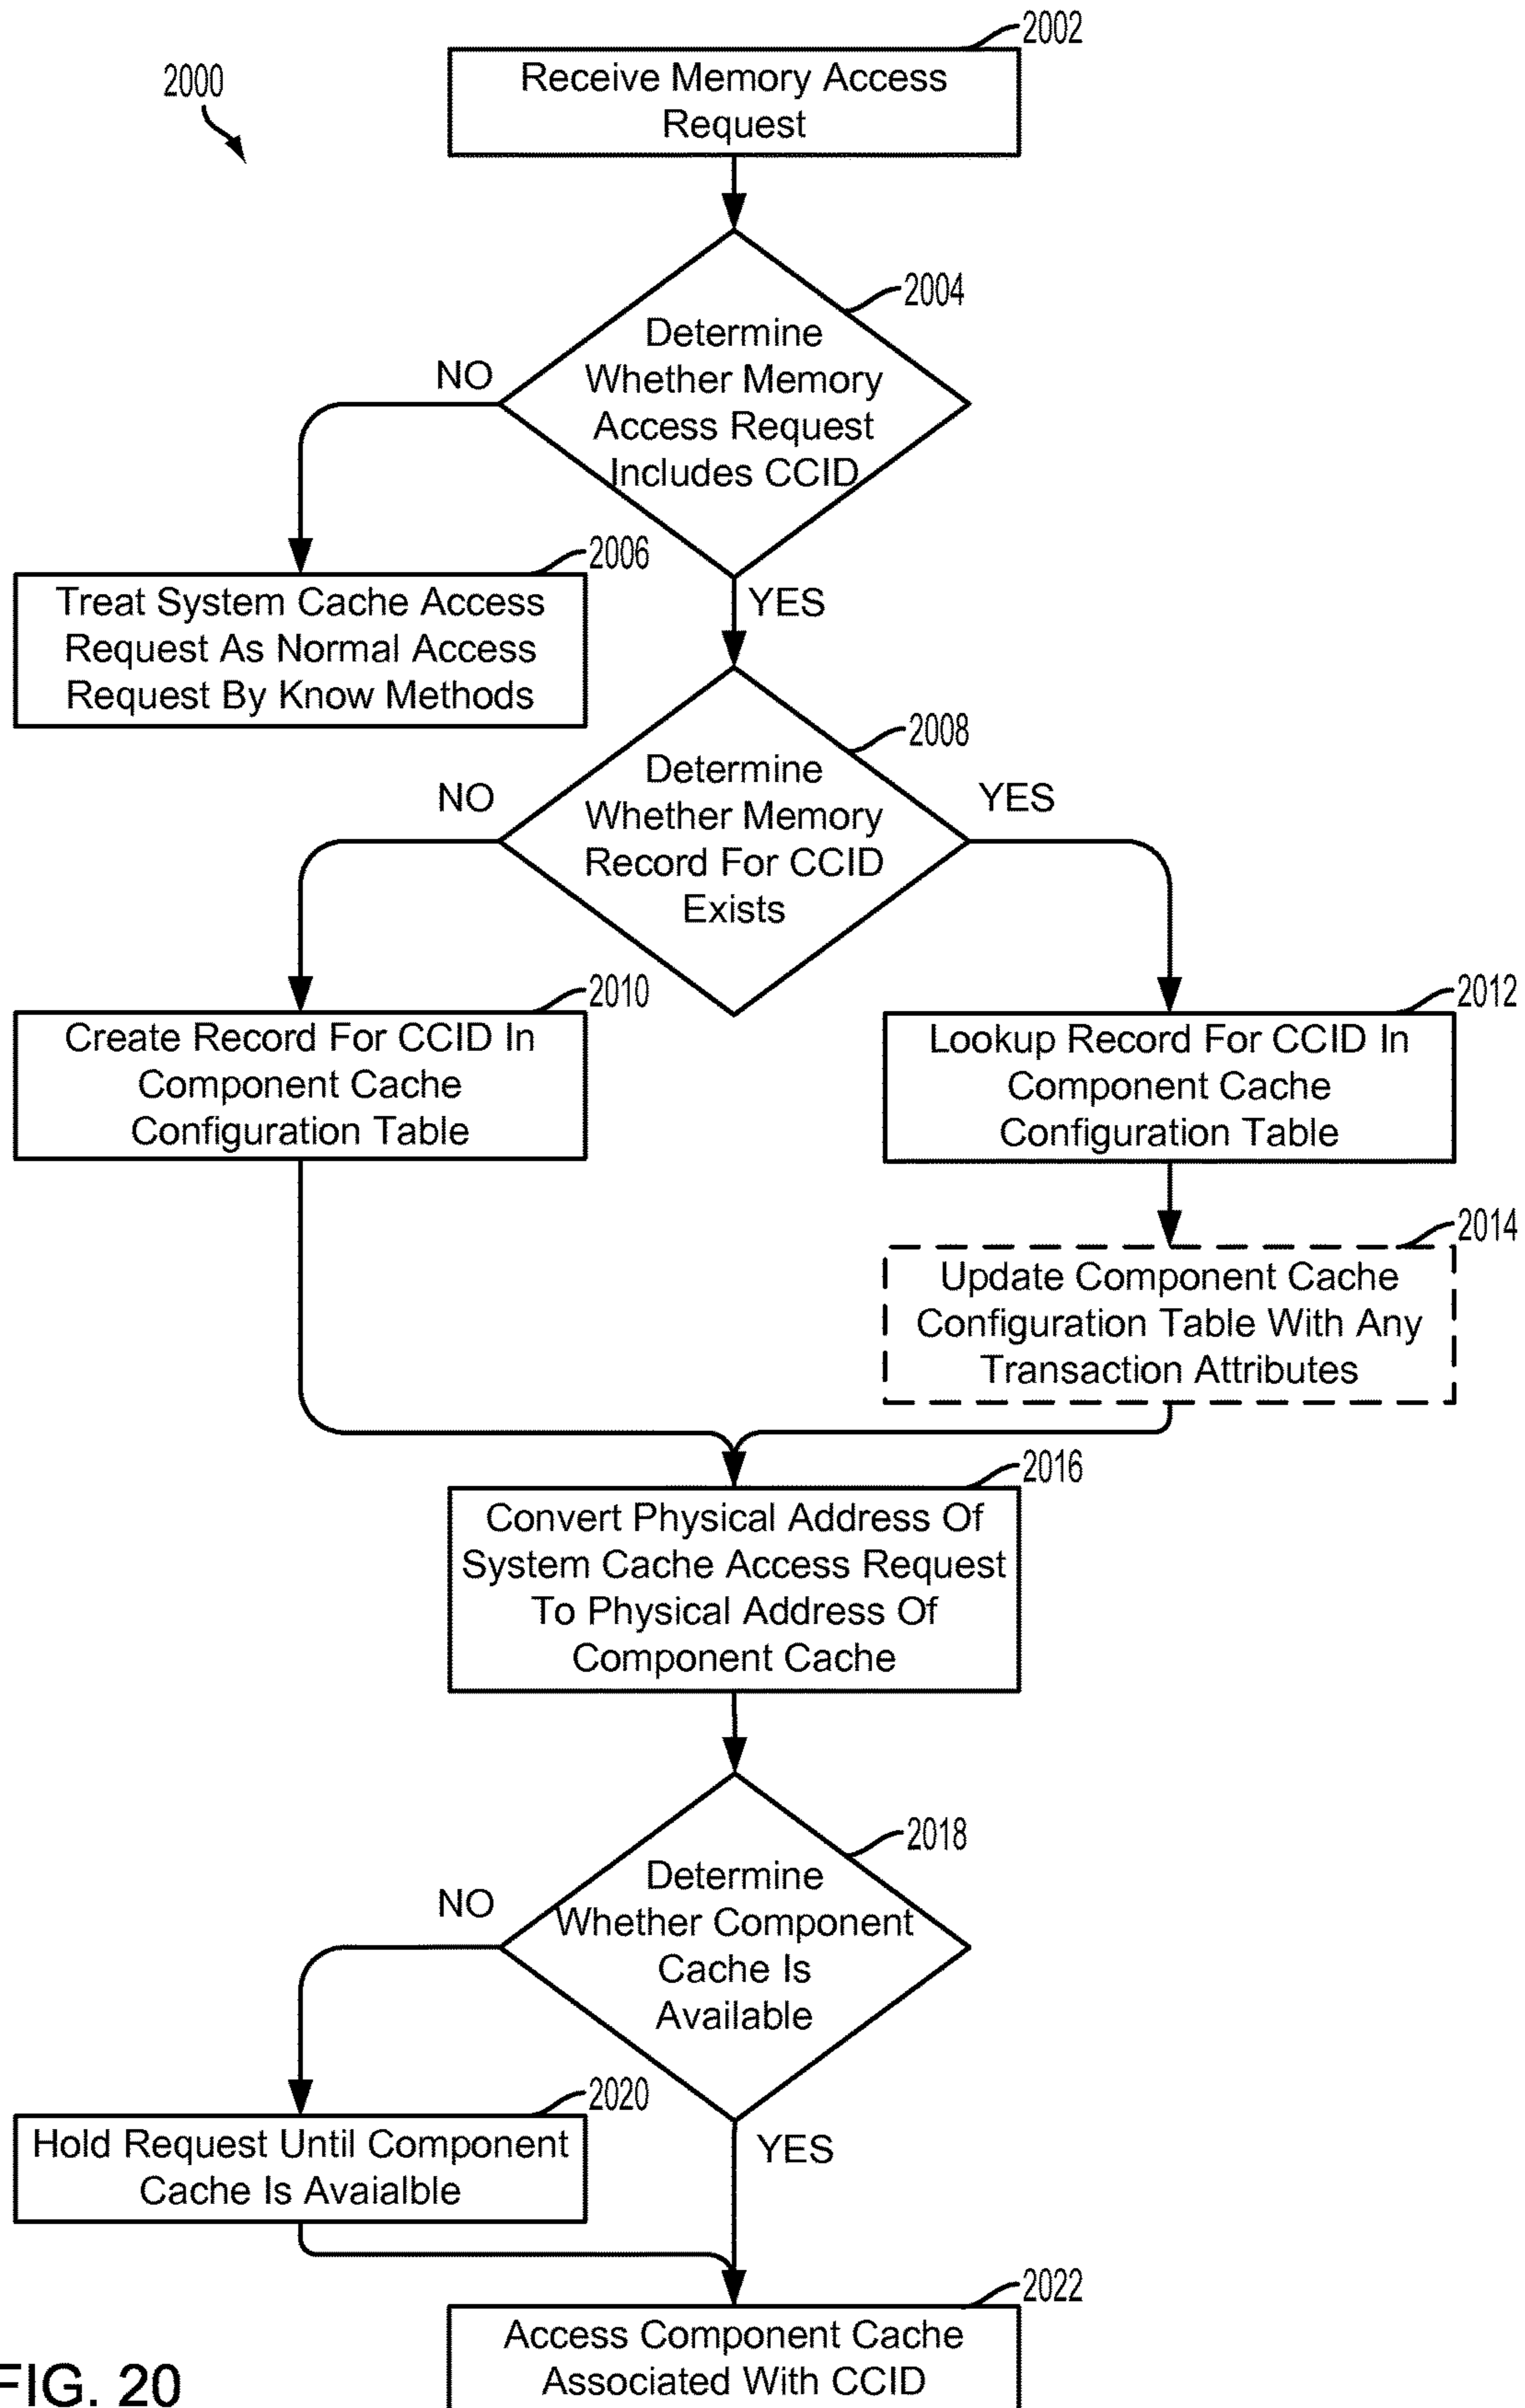 2002
Receive Memory Access
Request
2000
2004
Determine
Whether Memory
Access Request
Includes CCID
NO
YES
2006
Treat System Cache Access
Request As Normal Access
Request By Know Methods
2008
Determine
Whether Memory
Record For CCID
Exists
NO
YES
2010
Create Record For CCID In
Component Cache
Configuration Table
2012
Lookup Record For CCID In
Component Cache
Configuration Table
2014
Update Component Cache
Configuration Table With Any
Transaction Attributes
2016
Convert Physical Address Of
System Cache Access Request
To Physical Address Of
Component Cache
2018
Determine
Whether Component
Cache Is
Available
NO
YES
2020
Hold Request Until Component
Cache Is Avaialble
2022
Access Component Cache
Associated With CCID
FIG. 20